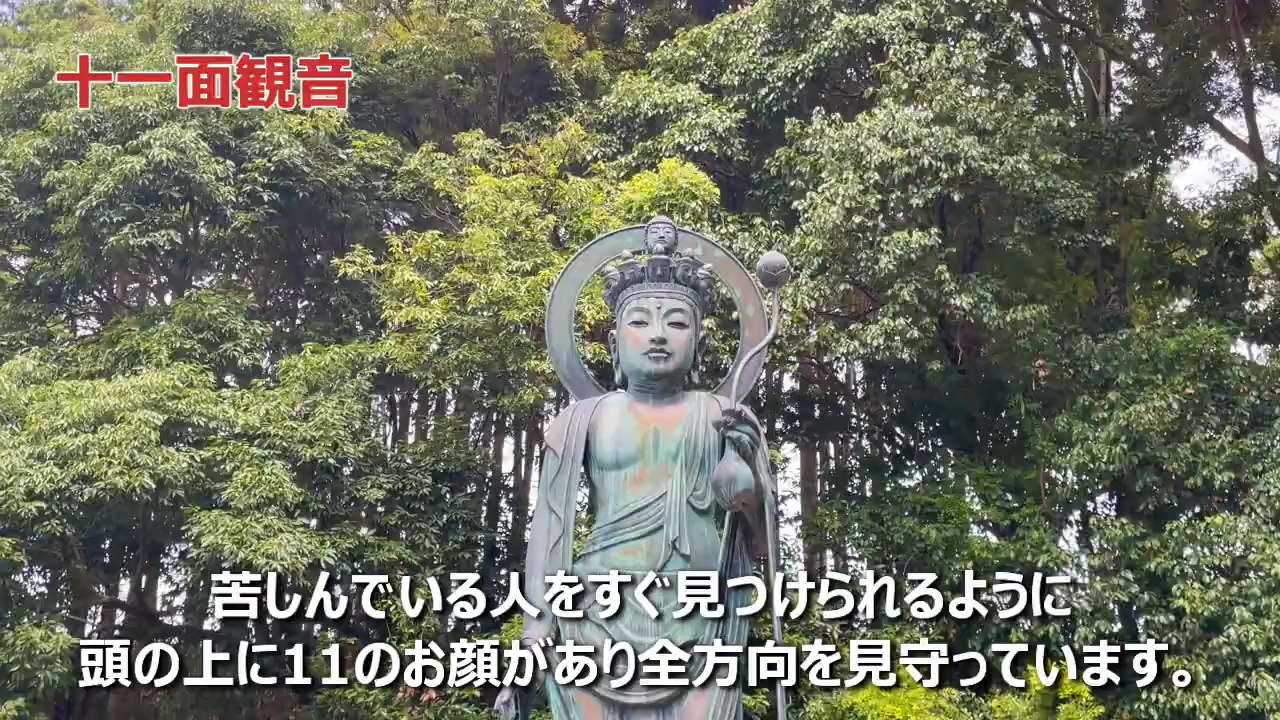 十一面観音
苦しんでいる人をすぐ見つけられるように
頭の上に11のお顔があり全方向を見守っています。